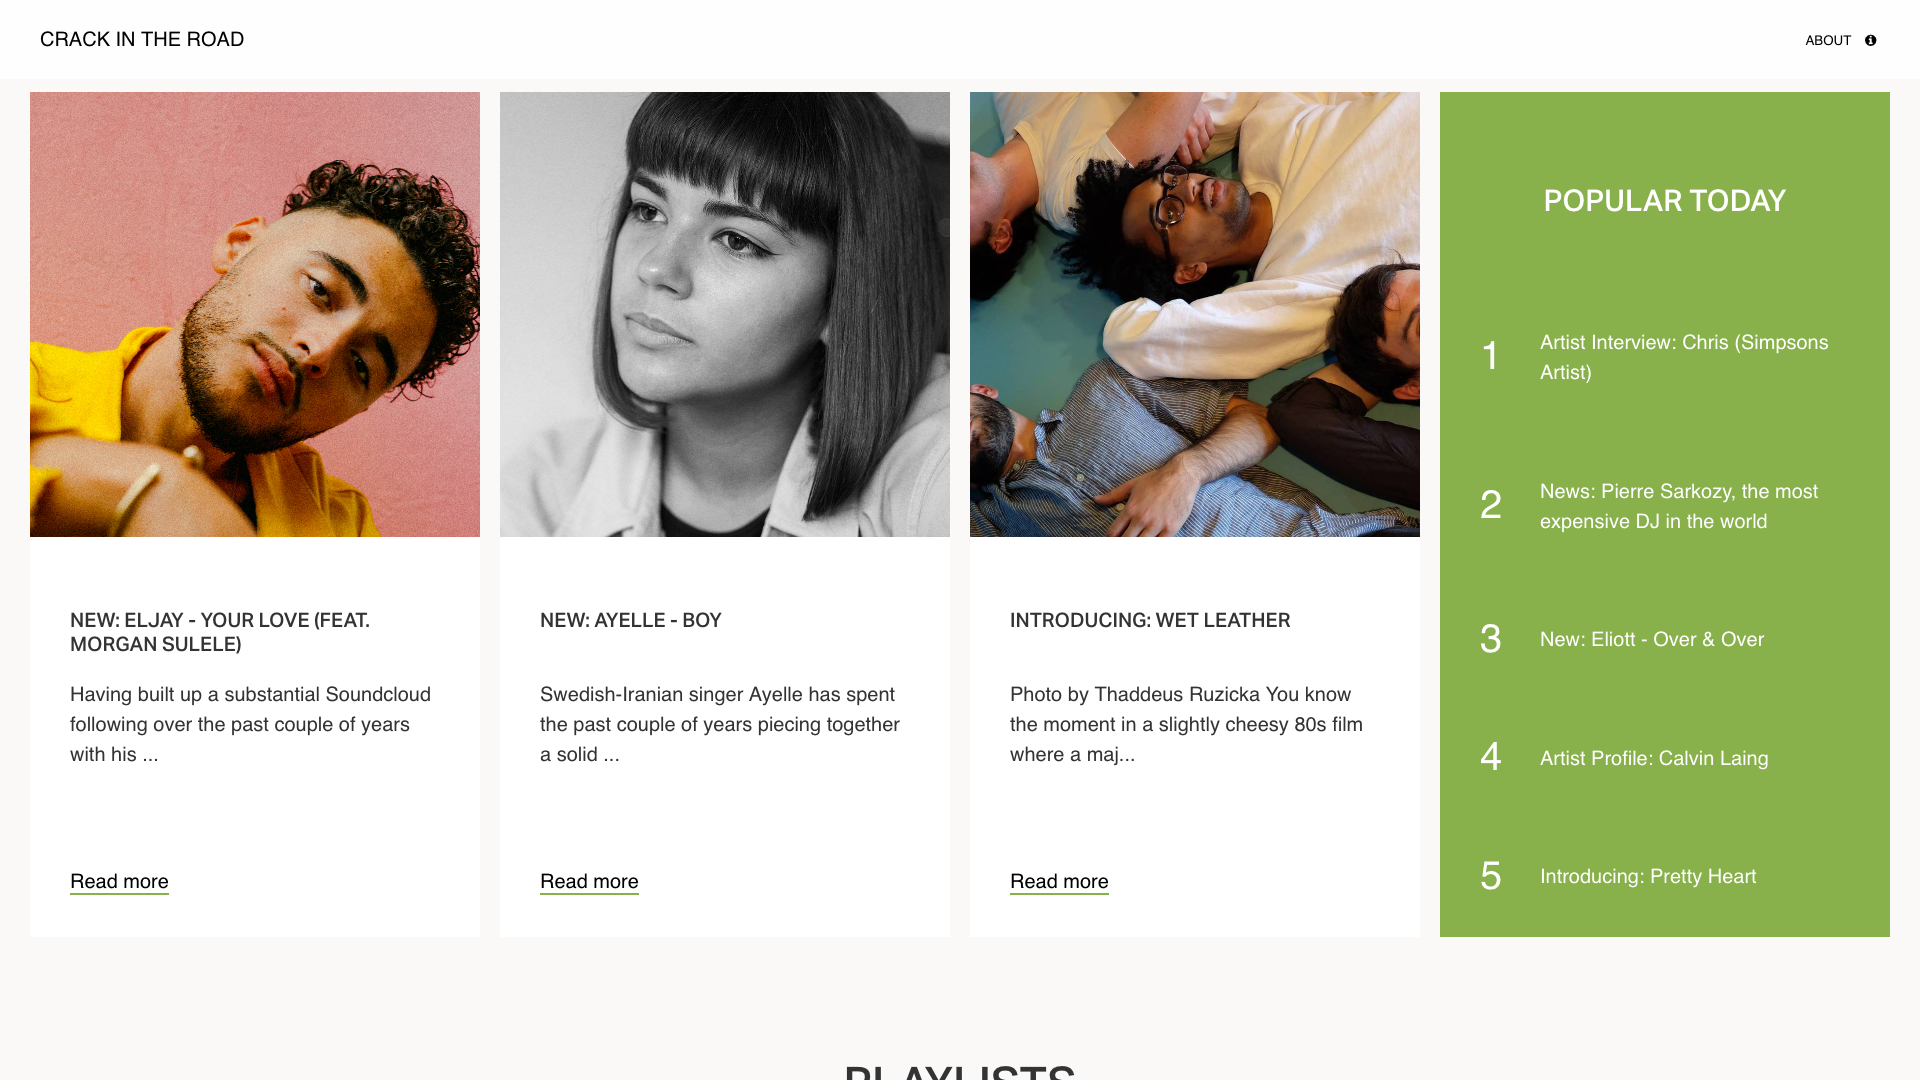 CRACK IN THE ROAD
ABOUT
NEW: ELJAY - YOUR LOVE (FEAT.
MORGAN SULELE)
Having built up a substantial Soundcloud
following over the past couple of years
with his ...
Read more
NEW: AYELLE - BOY
Swedish-Iranian singer Ayelle has spent
the past couple of years piecing together
a solid ...
Read more
INTRODUCING: WET LEATHER
Photo by Thaddeus Ruzicka You know
the moment in a slightly cheesy 80s film
where a maj...
Read more
POPULAR TODAY
1
Artist Interview: Chris (Simpsons
Artist)
2
News: Pierre Sarkozy, the most
expensive DJ in the world
3
New: Eliott - Over & Over
4
Artist Profile: Calvin Laing
5
Introducing: Pretty Heart
PLAYLISTS